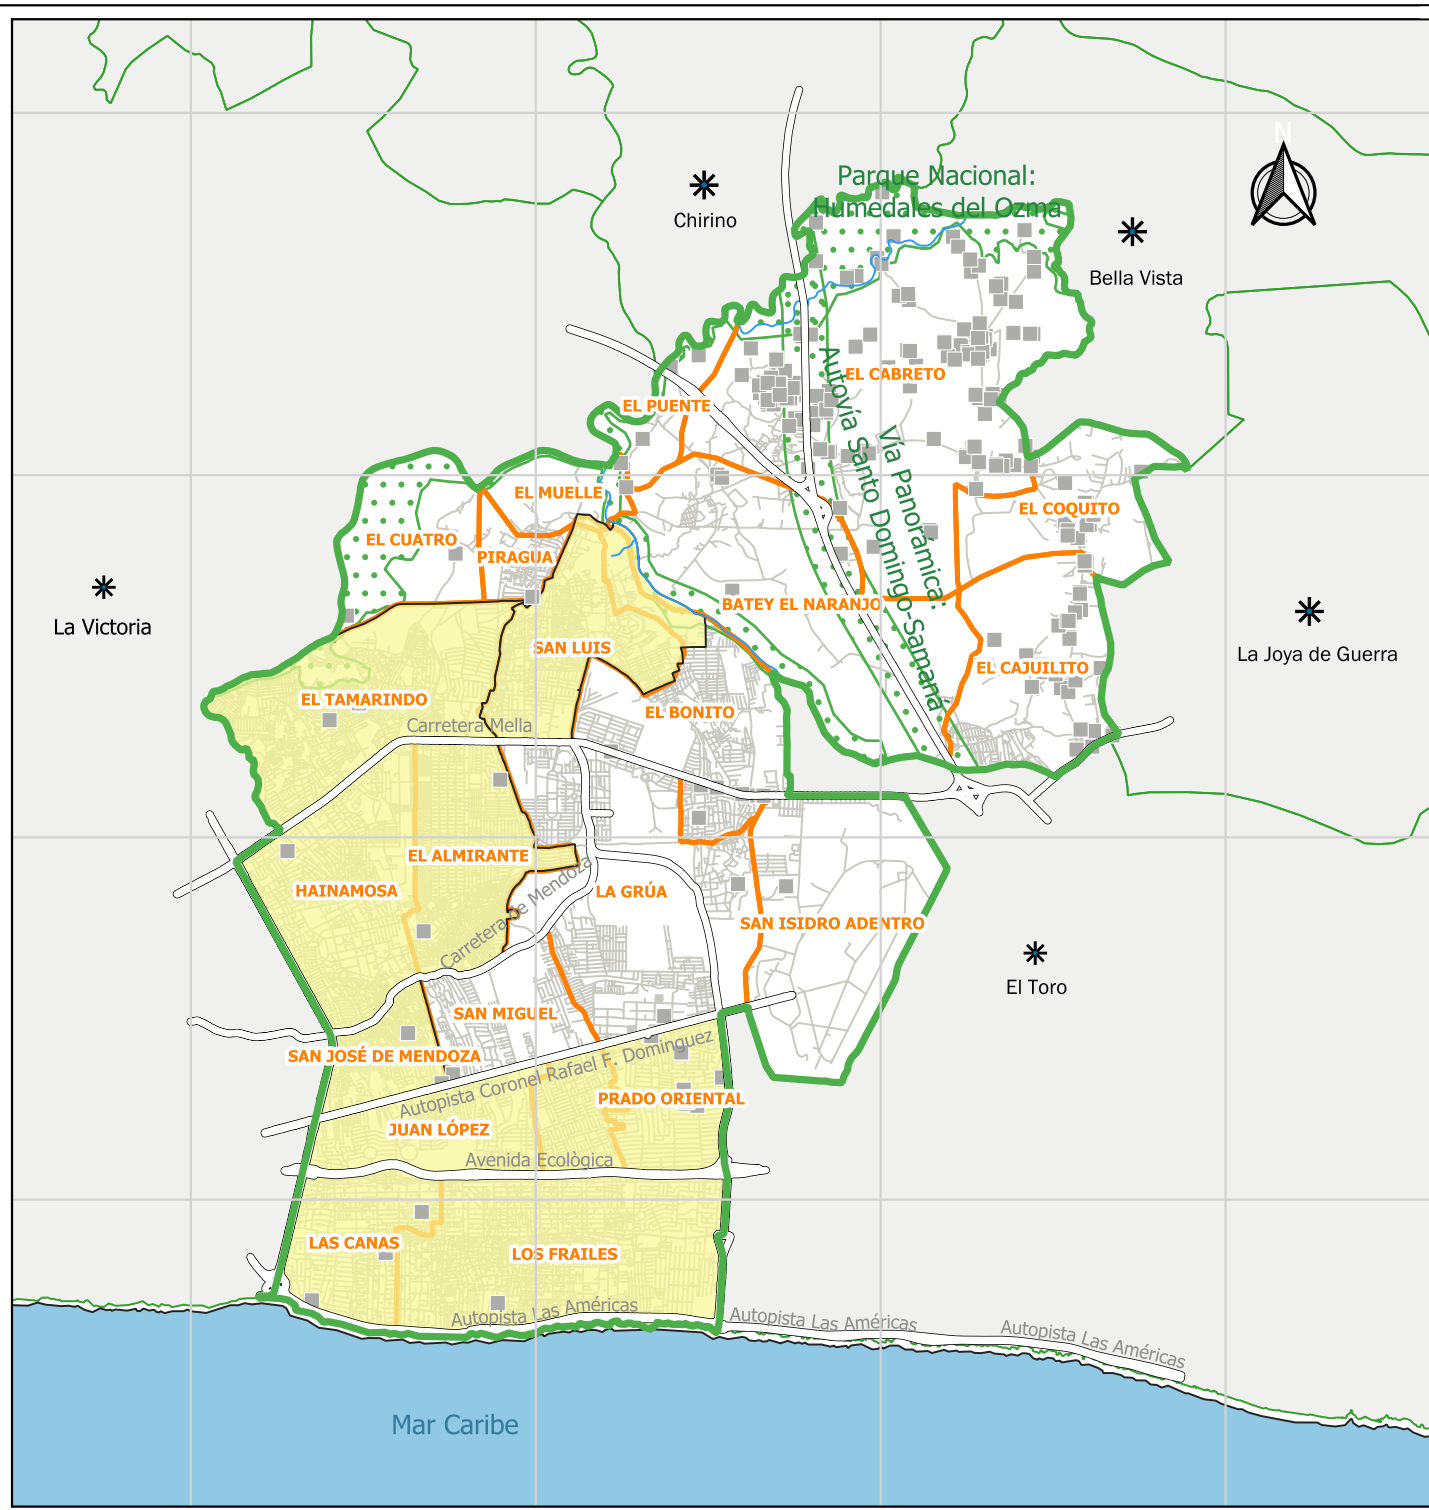 N
Parque Nacional:
Humedales del Ozma
Chirino
Bella Vista
Autovía Santo Domingo-Samaná
Vía Panorámica:
EL CABRETO
EL PUENTE
EL MUELLE
EL COQUITO
EL CUATRO
PIRAGUA
La Victoria
BATEY EL NARANJO
SAN LUIS
La Joya de Guerra
EL CAJUILITO
EL TAMARINDO
EL BONITO
Carretera Mella
EL ALMIRANTE
HAINAMOSA
LA GRÚA
Carretera de Mendoza
SAN ISIDRO ADENTRO
El Toro
SAN MIGUEL
SAN JOSÉ DE MENDOZA
Autopista Coronel Rafael F. Dominguez
PRADO ORIENTAL
JUAN LÓPEZ
Avenida Ecològica
LAS CANAS
LOS FRAILES
Autopista Las Américas
Autopista Las Américas
Autopista Las Américas
Mar Caribe